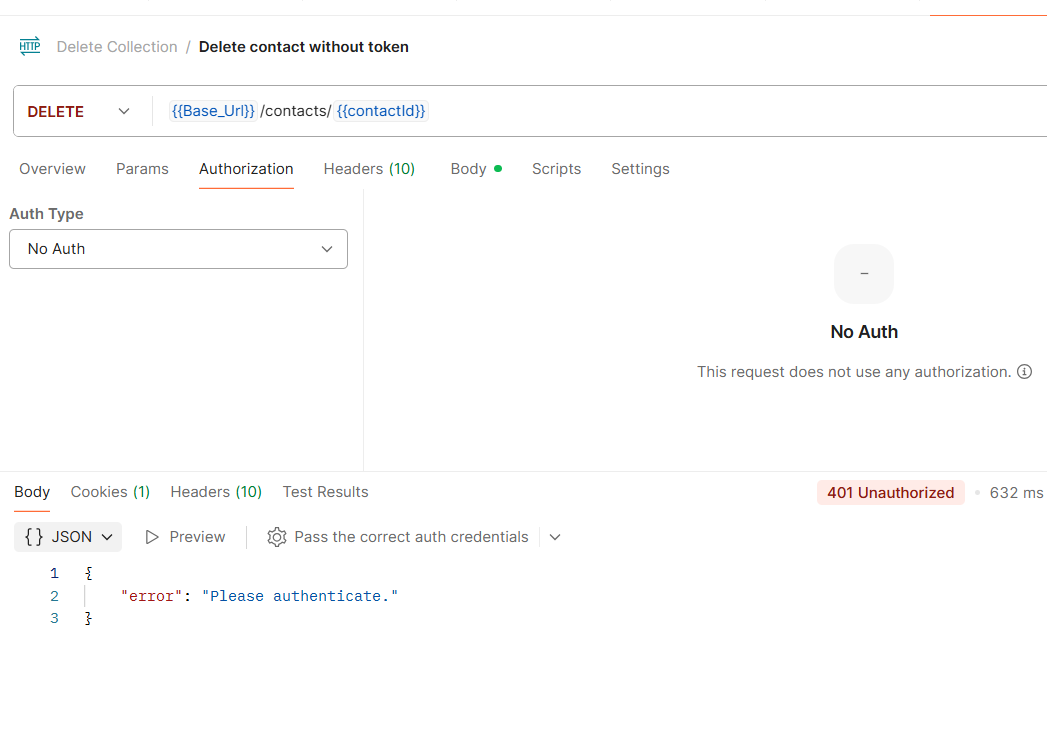 HTTP Delete Collection / Delete contact without token
DELETE {{Base_Url}}/contacts/{{contactId}}
Overview Params Authorization Headers (10) Body Scripts Settings
Auth Type
No Auth
–
No Auth
This request does not use any authorization.
Body Cookies (1) Headers (10) Test Results 401 Unauthorized • 632 ms
{} JSON Preview Pass the correct auth credentials
1 {
2 "error": "Please authenticate."
3 }